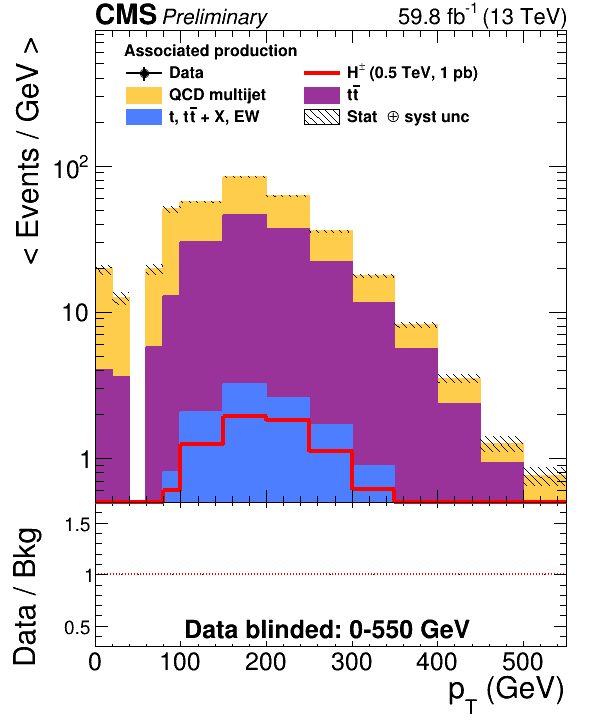 CMS Preliminary 59.8 fb⁻¹ (13 TeV)
Associated production
Data H± (0.5 TeV, 1 pb)
QCD multijet tt̄
t, tt̄ + X, EW Stat ⊕ syst unc
< Events / GeV >
10²
10
1
Data / Bkg
1.5
1
0.5
Data blinded: 0-550 GeV
0 100 200 300 400 500
p_T (GeV)